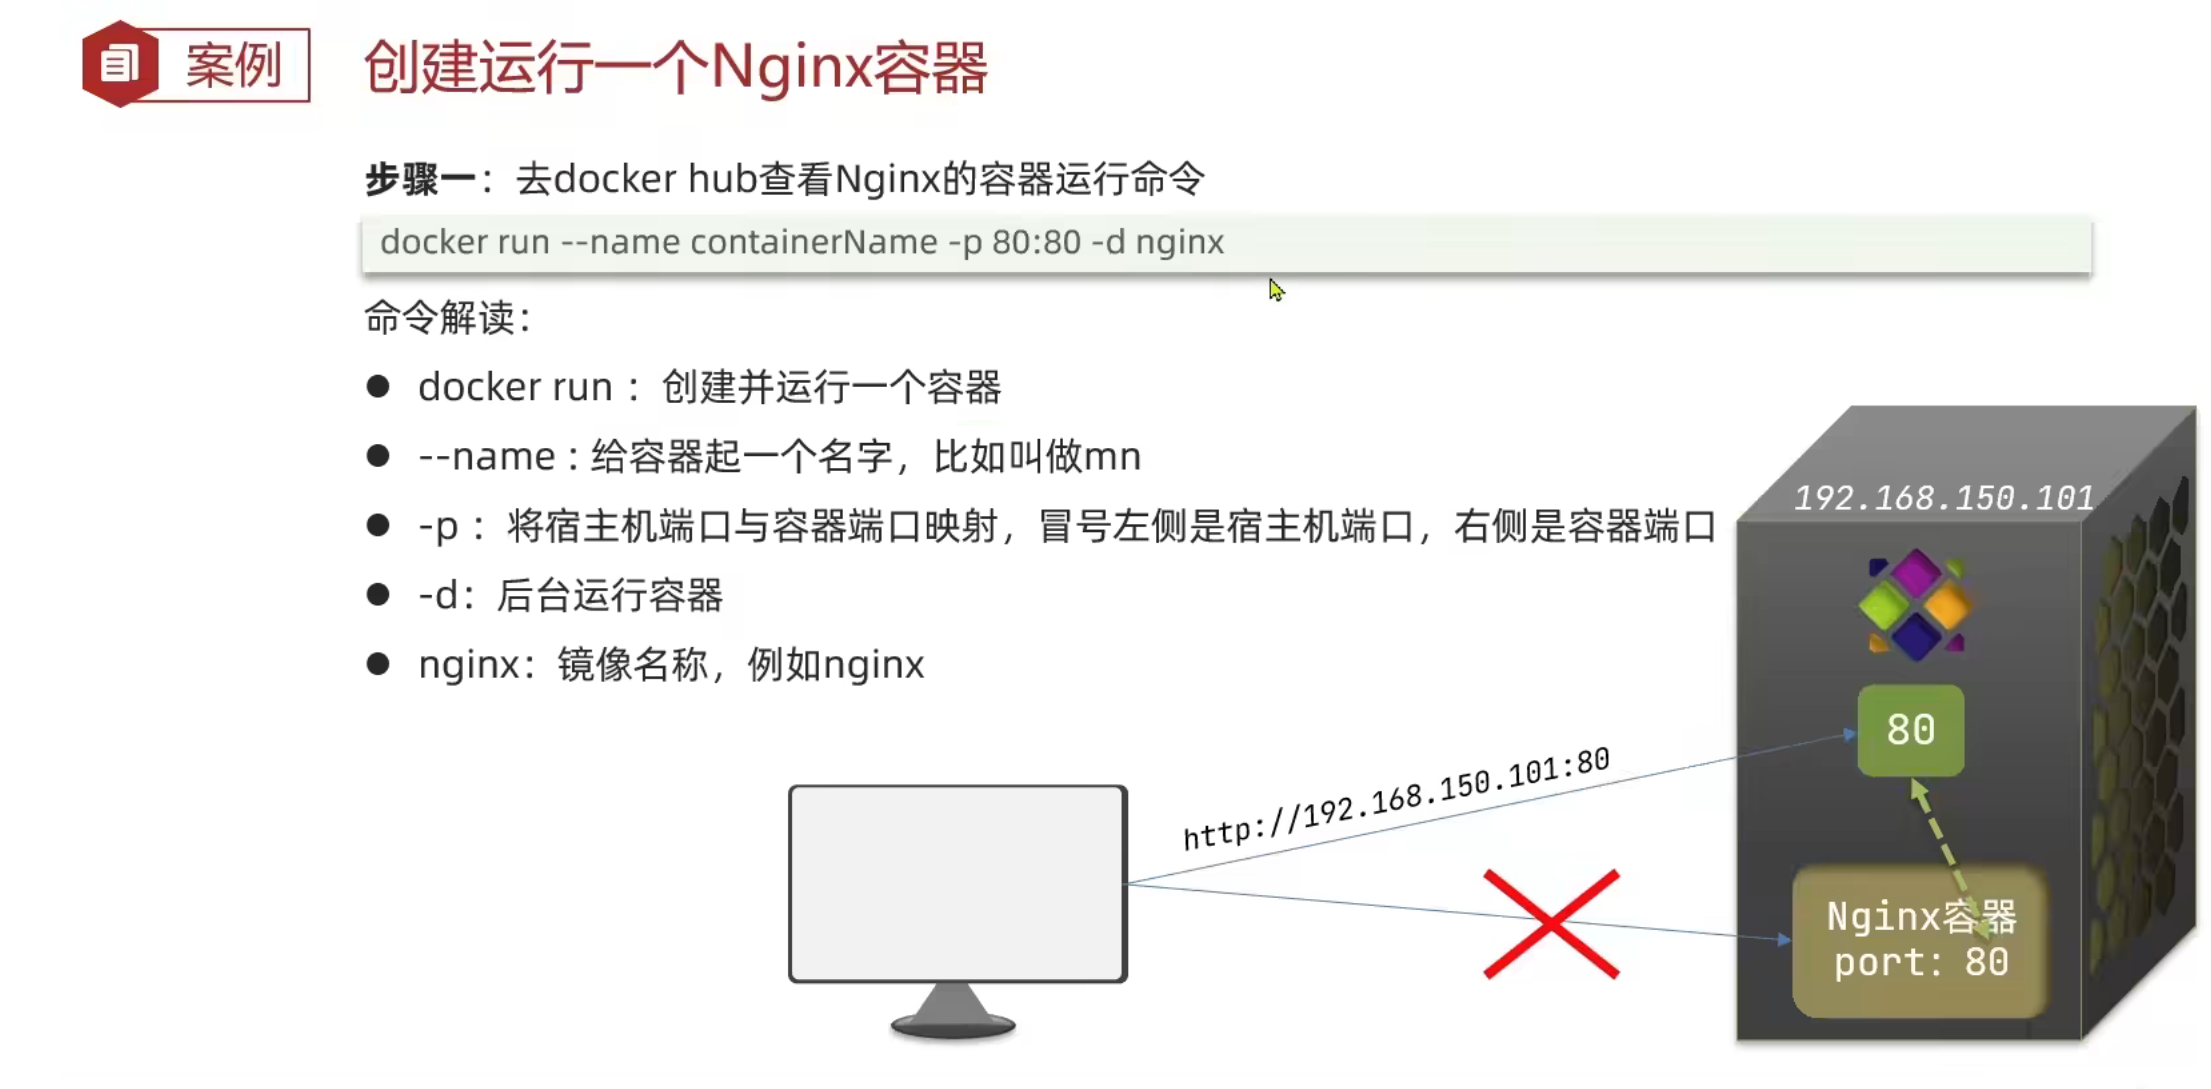 案例
创建运行一个Nginx容器
步骤一：去docker hub查看Nginx的容器运行命令
docker run --name containerName -p 80:80 -d nginx
命令解读：
● docker run ：创建并运行一个容器
● --name : 给容器起一个名字，比如叫做mn
● -p ：将宿主机端口与容器端口映射，冒号左侧是宿主机端口，右侧是容器端口
● -d：后台运行容器
● nginx：镜像名称，例如nginx
192.168.150.101
80
http://192.168.150.101:80
Nginx容器
port: 80